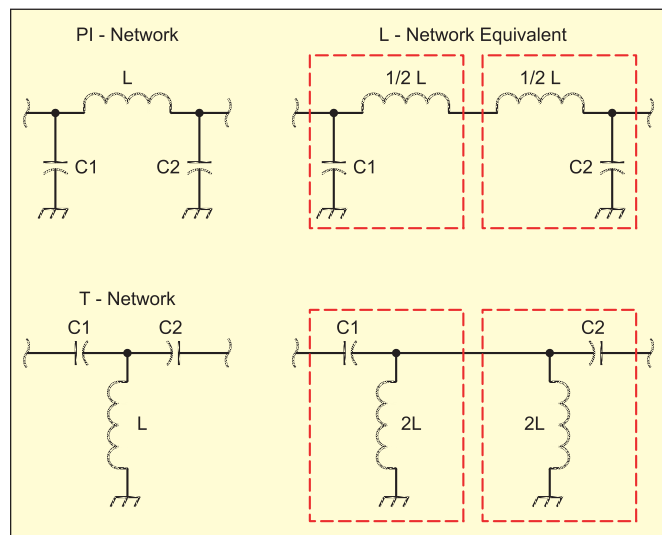 PI - Network
L - Network Equivalent
L
1/2 L
1/2 L
C1
C2
C1
C2
T - Network
C1
C2
C1
C2
L
2L
2L